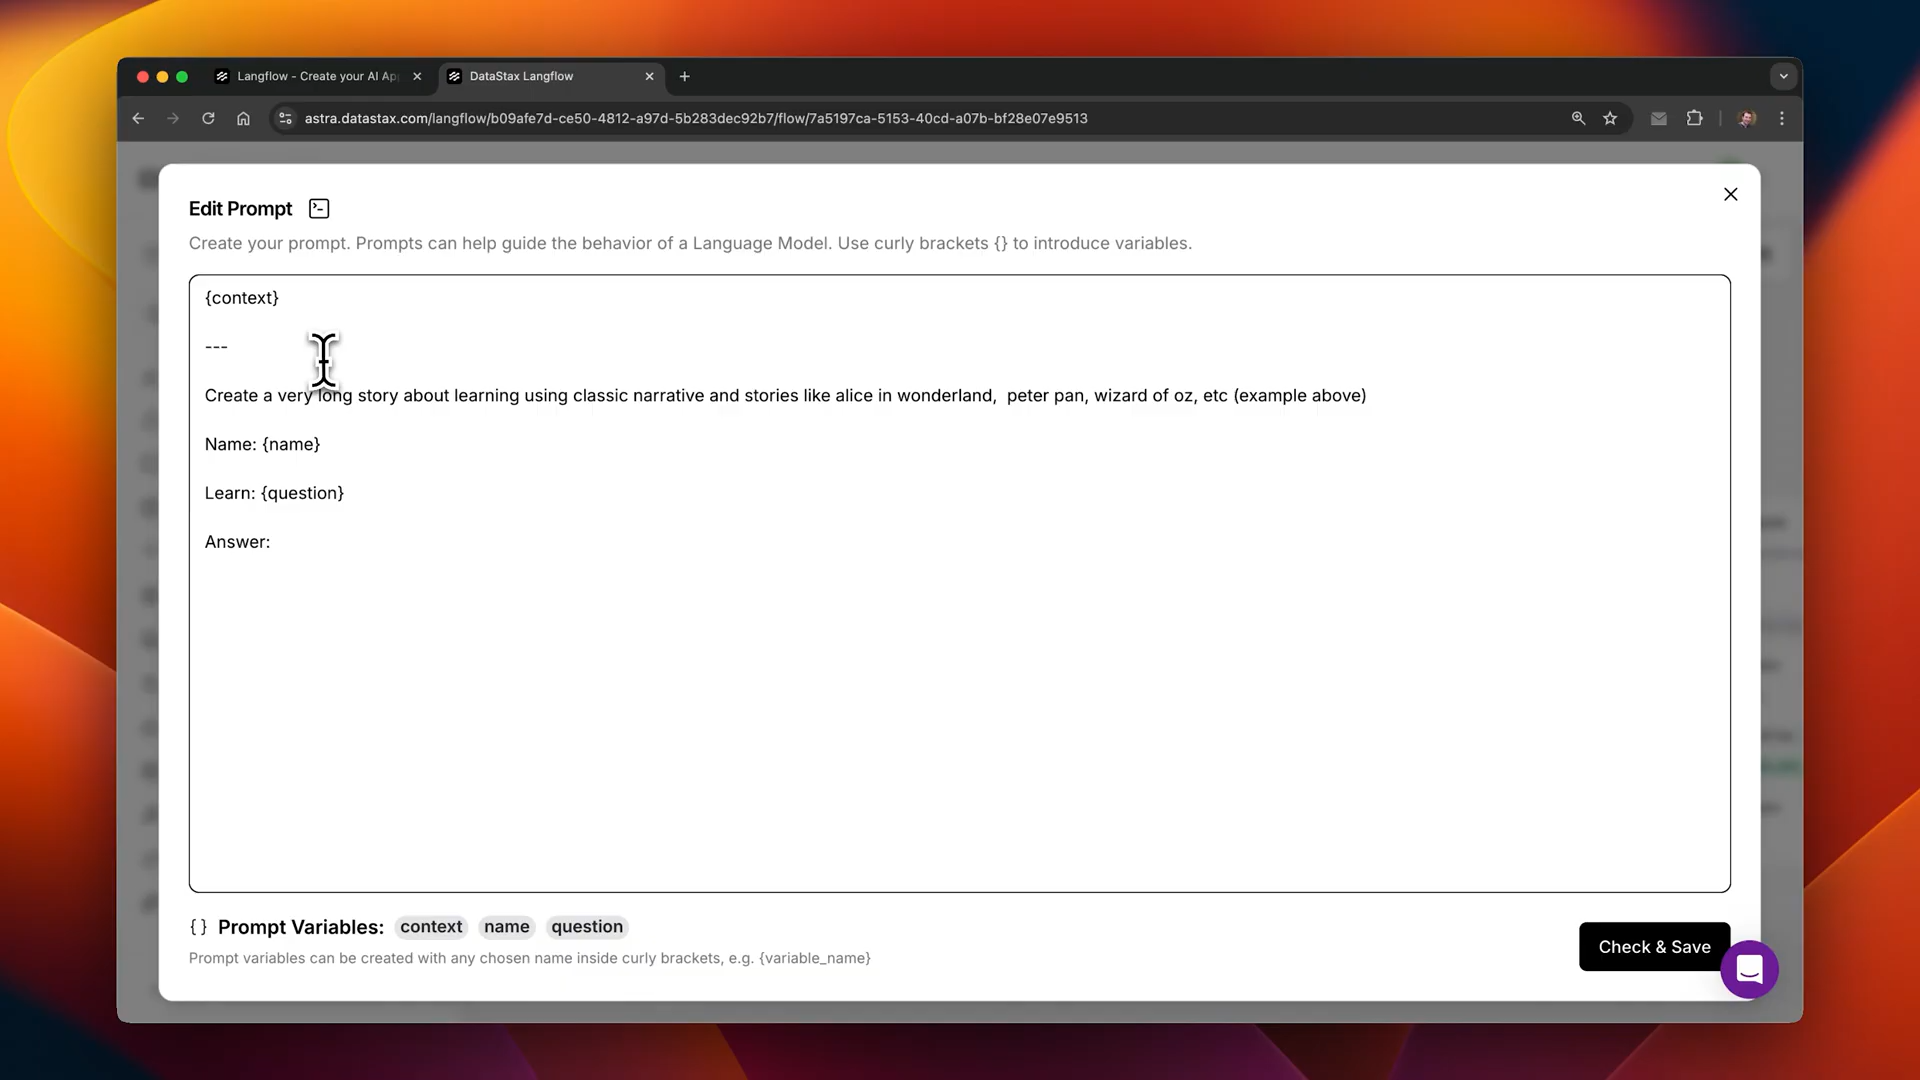 Langflow - Create your AI Ap
DataStax Langflow
astra.datastax.com/langflow/b09afe7d-ce50-4812-a97d-5b283dec92b7/flow/7a5197ca-5153-40cd-a07b-bf28e07e9513
Edit Prompt
Create your prompt. Prompts can help guide the behavior of a Language Model. Use curly brackets {} to introduce variables.
{context}
---
Create a very long story about learning using classic narrative and stories like alice in wonderland,  peter pan, wizard of oz, etc (example above)
Name: {name}
Learn: {question}
Answer:
{} Prompt Variables: context name question
Prompt variables can be created with any chosen name inside curly brackets, e.g. {variable_name}
Check & Save